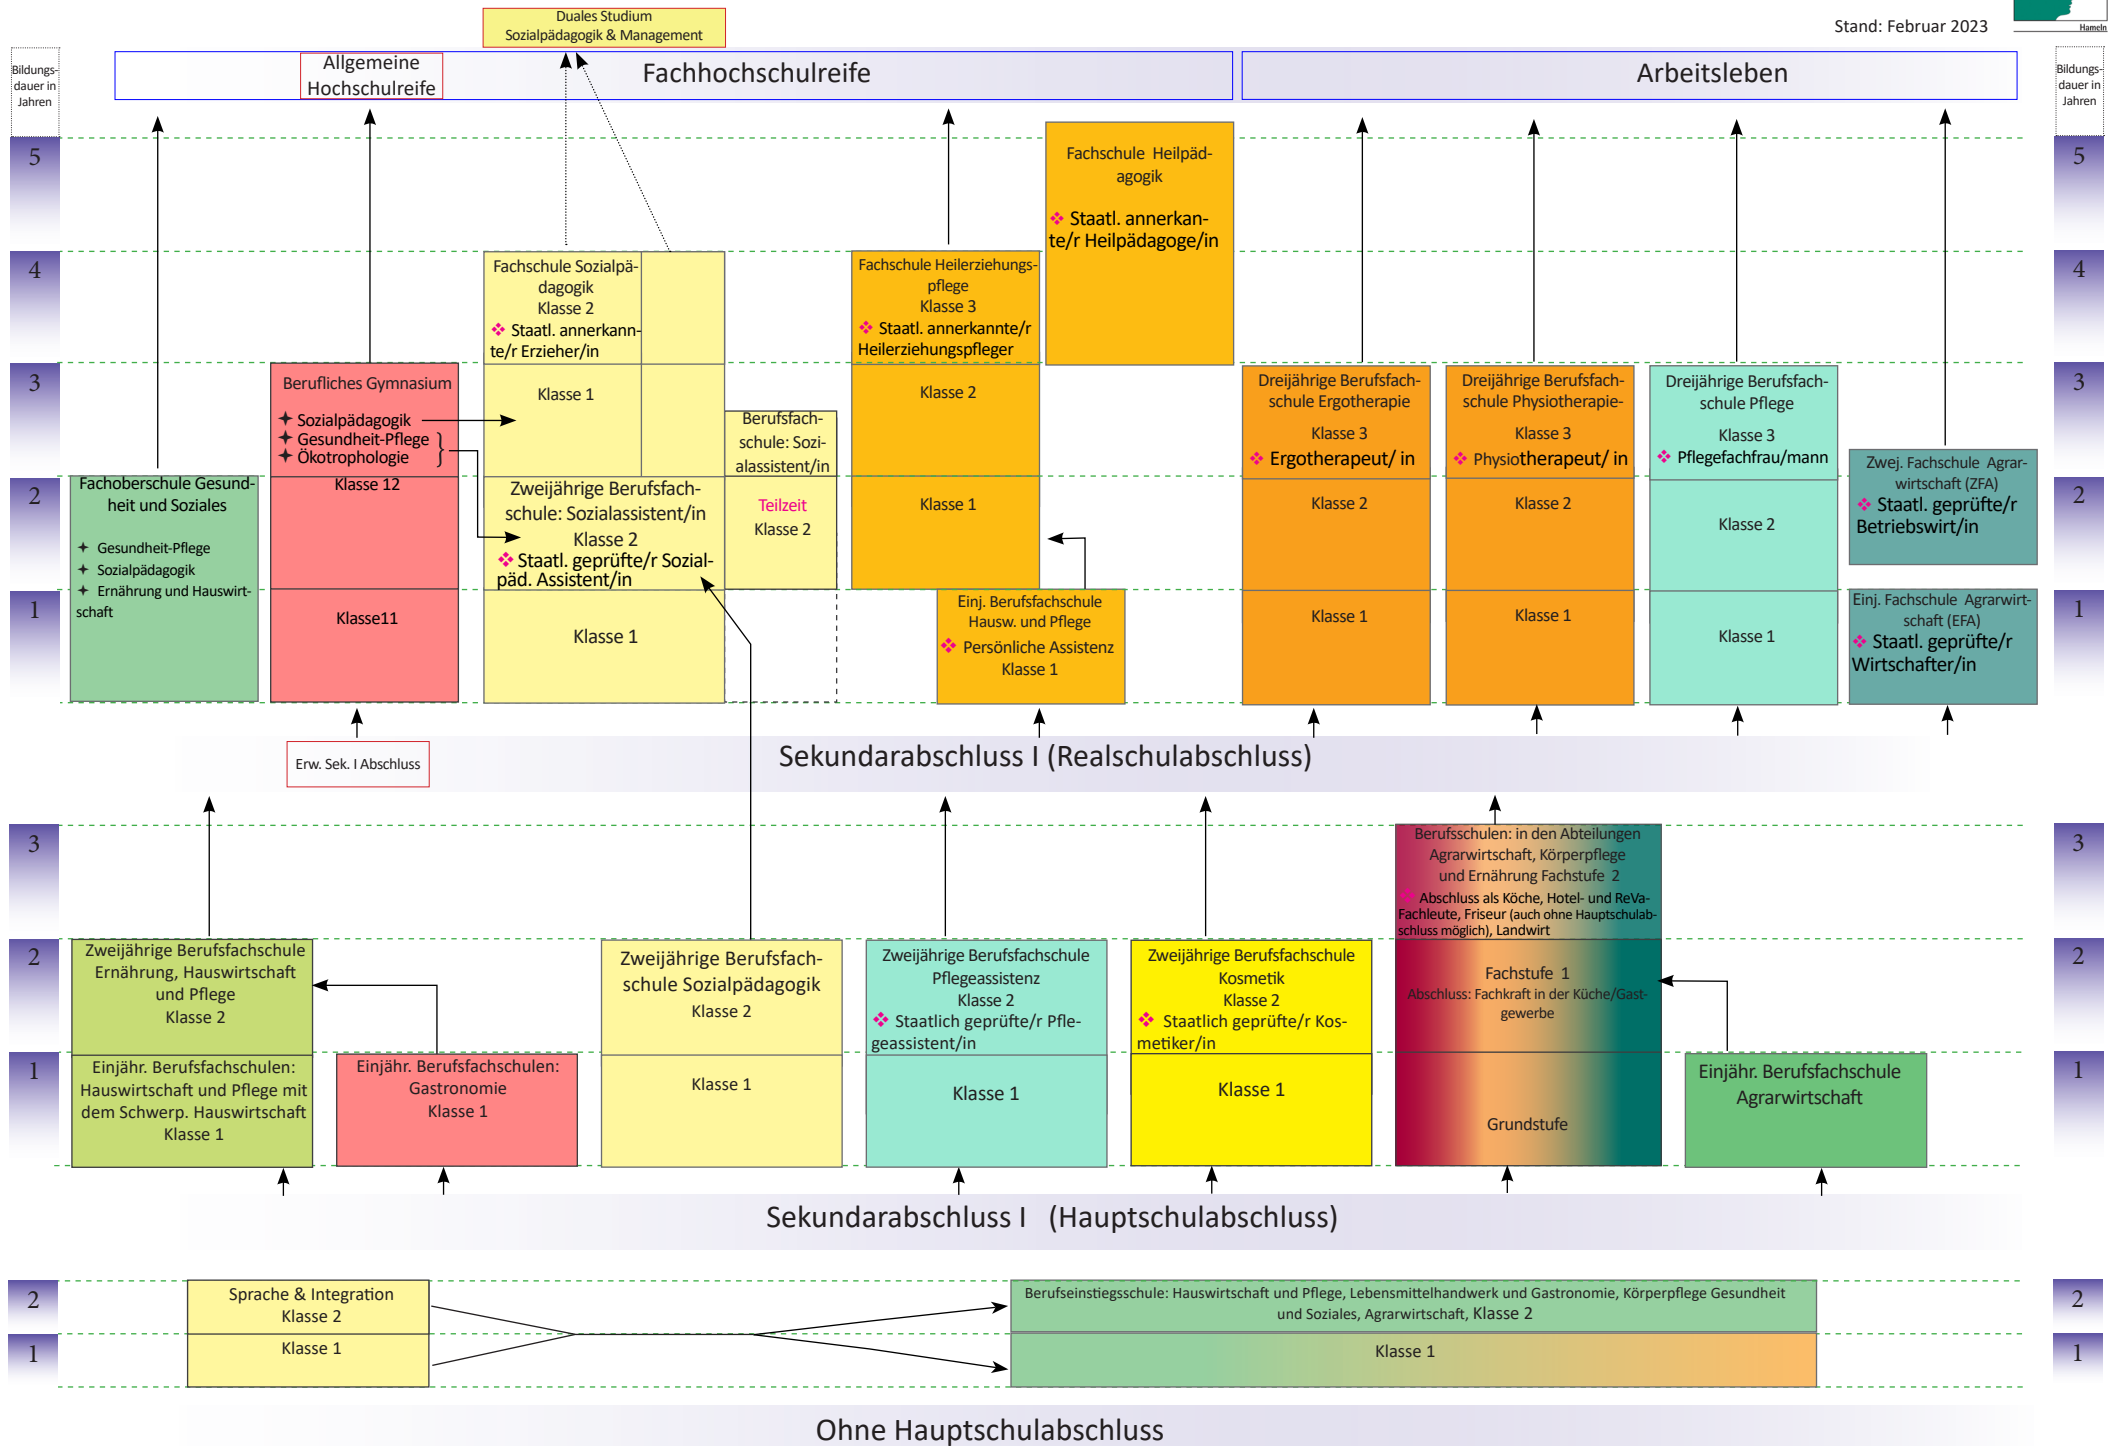 Duales Studium
Sozialpädagogik & Management
Stand: Februar 2023
Hameln
Bildungs-
dauer in
Jahren
Allgemeine
Hochschulreife
Fachhochschulreife
Arbeitsleben
Bildungs-
dauer in
Jahren
5
4
3
2
1
5
4
3
2
1
Fachoberschule Gesund-
heit und Soziales
Gesundheit-Pflege
Sozialpädagogik
Ernährung und Hauswirt-
schaft
Berufliches Gymnasium
Sozialpädagogik
Gesundheit-Pflege
Ökotrophologie
Klasse 12
Klasse11
Fachschule Sozialpä-
dagogik
Klasse 2
Staatl. annerkann-
te/r Erzieher/in
Klasse 1
Zweijährige Berufsfach-
schule: Sozialassistent/in
Klasse 2
Staatl. geprüfte/r Sozial-
päd. Assistent/in
Klasse 1
Berufsfach-
schule: Sozi-
alassistent/in
Teilzeit
Klasse 2
Fachschule Heilerziehungs-
pflege
Klasse 3
Staatl. annerkannte/r
Heilerziehungspfleger
Klasse 2
Klasse 1
Einj. Berufsfachschule
Hausw. und Pflege
Persönliche Assistenz
Klasse 1
Fachschule Heilpäd-
agogik
Staatl. annerkan-
te/r Heilpädagoge/in
Dreijährige Berufsfach-
schule Ergotherapie
Klasse 3
Ergotherapeut/ in
Klasse 2
Klasse 1
Dreijährige Berufsfach-
schule Physiotherapie-
Klasse 3
Physiotherapeut/ in
Klasse 2
Klasse 1
Dreijährige Berufsfach-
schule Pflege
Klasse 3
Pflegefachfrau/mann
Klasse 2
Klasse 1
Zwej. Fachschule Agrar-
wirtschaft (ZFA)
Staatl. geprüfte/r
Betriebswirt/in
Einj. Fachschule Agrarwirt-
schaft (EFA)
Staatl. geprüfte/r
Wirtschafter/in
Erw. Sek. I Abschluss
Sekundarabschluss I (Realschulabschluss)
3
2
1
3
2
1
Zweijährige Berufsfachschule
Ernährung, Hauswirtschaft
und Pflege
Klasse 2
Einjähr. Berufsfachschulen:
Hauswirtschaft und Pflege mit
dem Schwerp. Hauswirtschaft
Klasse 1
Einjähr. Berufsfachschulen:
Gastronomie
Klasse 1
Zweijährige Berufsfach-
schule Sozialpädagogik
Klasse 2
Klasse 1
Zweijährige Berufsfachschule
Pflegeassistenz
Klasse 2
Staatlich geprüfte/r Pfle-
geassistent/in
Klasse 1
Zweijährige Berufsfachschule
Kosmetik
Klasse 2
Staatlich geprüfte/r Kos-
metiker/in
Klasse 1
Berufsschulen: in den Abteilungen
Agrarwirtschaft, Körperpflege
und Ernährung Fachstufe 2
Abschluss als Köche, Hotel- und ReVa-
Fachleute, Friseur (auch ohne Hauptschulab-
schluss möglich), Landwirt
Fachstufe 1
Abschluss: Fachkraft in der Küche/Gast-
gewerbe
Grundstufe
Einjähr. Berufsfachschule
Agrarwirtschaft
Sekundarabschluss I (Hauptschulabschluss)
2
1
2
1
Sprache & Integration
Klasse 2
Klasse 1
Berufseinstiegsschule: Hauswirtschaft und Pflege, Lebensmittelhandwerk und Gastronomie, Körperpflege Gesundheit
und Soziales, Agrarwirtschaft, Klasse 2
Klasse 1
Ohne Hauptschulabschluss